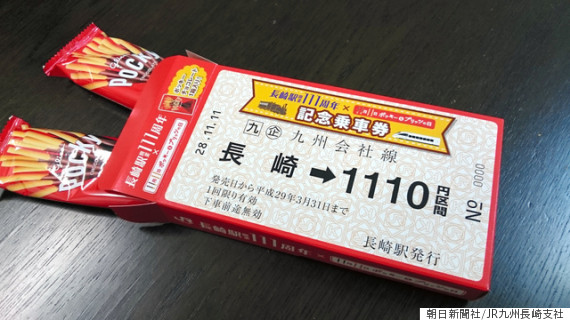 長崎駅開業111周年×11月11日ポッキー&プリッツの日
記念乗車券
28.11.11
九 企 九州会社線
長崎➡1110円区間
発売日から平成29年3月31日まで
1回限り有効
下車前途無効
№ 0000
長崎駅発行
POCKY
長崎駅開業111周年×
朝日新聞社/JR九州長崎支社